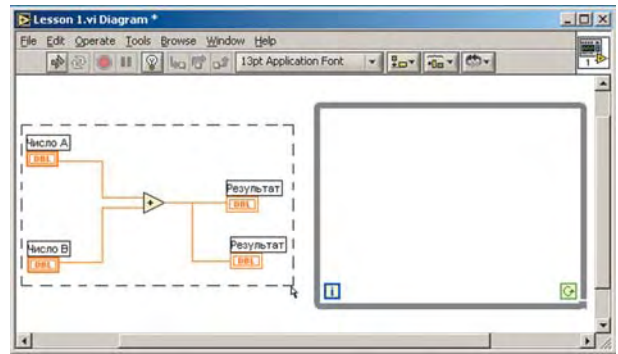 Lesson 1.vi Diagram *
File Edit Operate Tools Browse Window Help
13pt Application Font
1
Число A
DBL
Результат
DBL
Число B
DBL
Результат
DBL
i